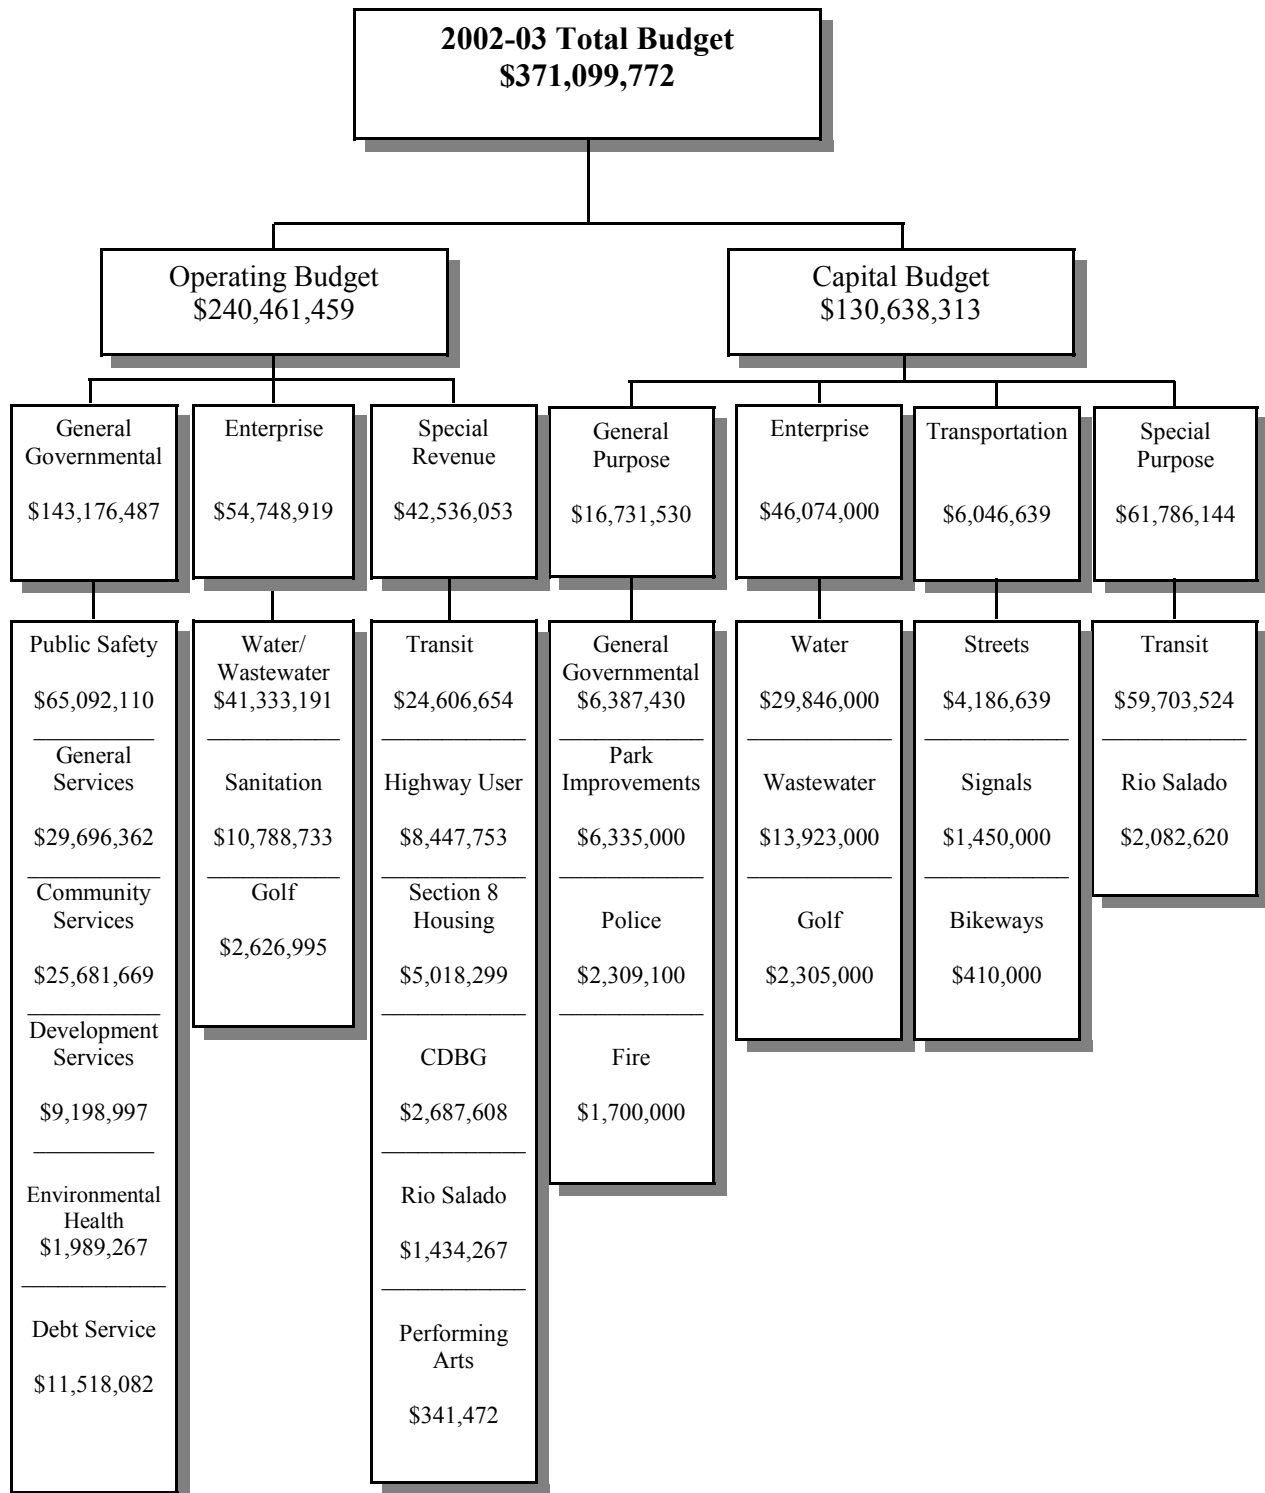 2002-03 Total Budget
$371,099,772
Operating Budget
$240,461,459
Capital Budget
$130,638,313
General
Governmental
$143,176,487
Enterprise
$54,748,919
Special
Revenue
$42,536,053
General
Purpose
$16,731,530
Enterprise
$46,074,000
Transportation
$6,046,639
Special
Purpose
$61,786,144
Public Safety
$65,092,110
General
Services
$29,696,362
Community
Services
$25,681,669
Development
Services
$9,198,997
Environmental
Health
$1,989,267
Debt Service
$11,518,082
Water/
Wastewater
$41,333,191
Sanitation
$10,788,733
Golf
$2,626,995
Transit
$24,606,654
Highway User
$8,447,753
Section 8
Housing
$5,018,299
CDBG
$2,687,608
Rio Salado
$1,434,267
Performing
Arts
$341,472
General
Governmental
$6,387,430
Park
Improvements
$6,335,000
Police
$2,309,100
Fire
$1,700,000
Water
$29,846,000
Wastewater
$13,923,000
Golf
$2,305,000
Streets
$4,186,639
Signals
$1,450,000
Bikeways
$410,000
Transit
$59,703,524
Rio Salado
$2,082,620